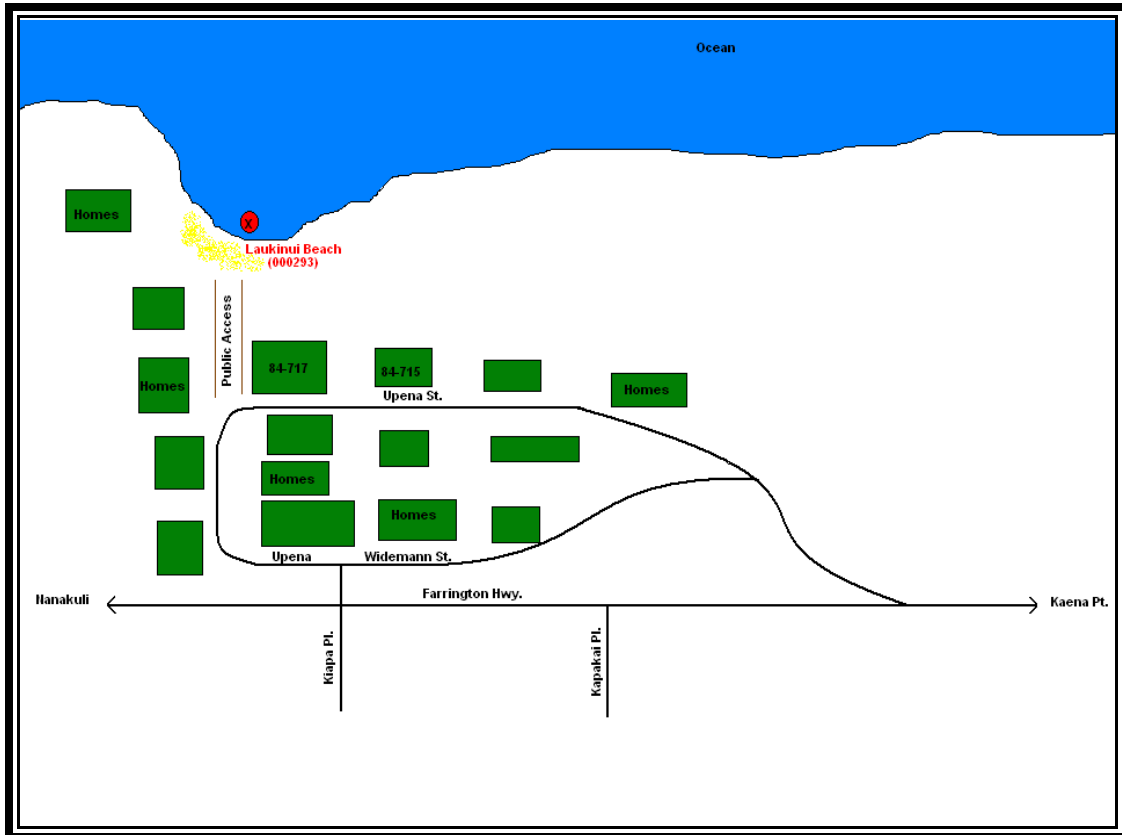 Ocean
Homes
X
Laukinui Beach
(000293)
Public Access
84-717
84-715
Homes
Homes
Upena St.
Homes
Homes
Upena
Widemann St.
Nanakuli
Farrington Hwy.
Kaena Pt.
Kiapa Pl.
Kapakai Pl.